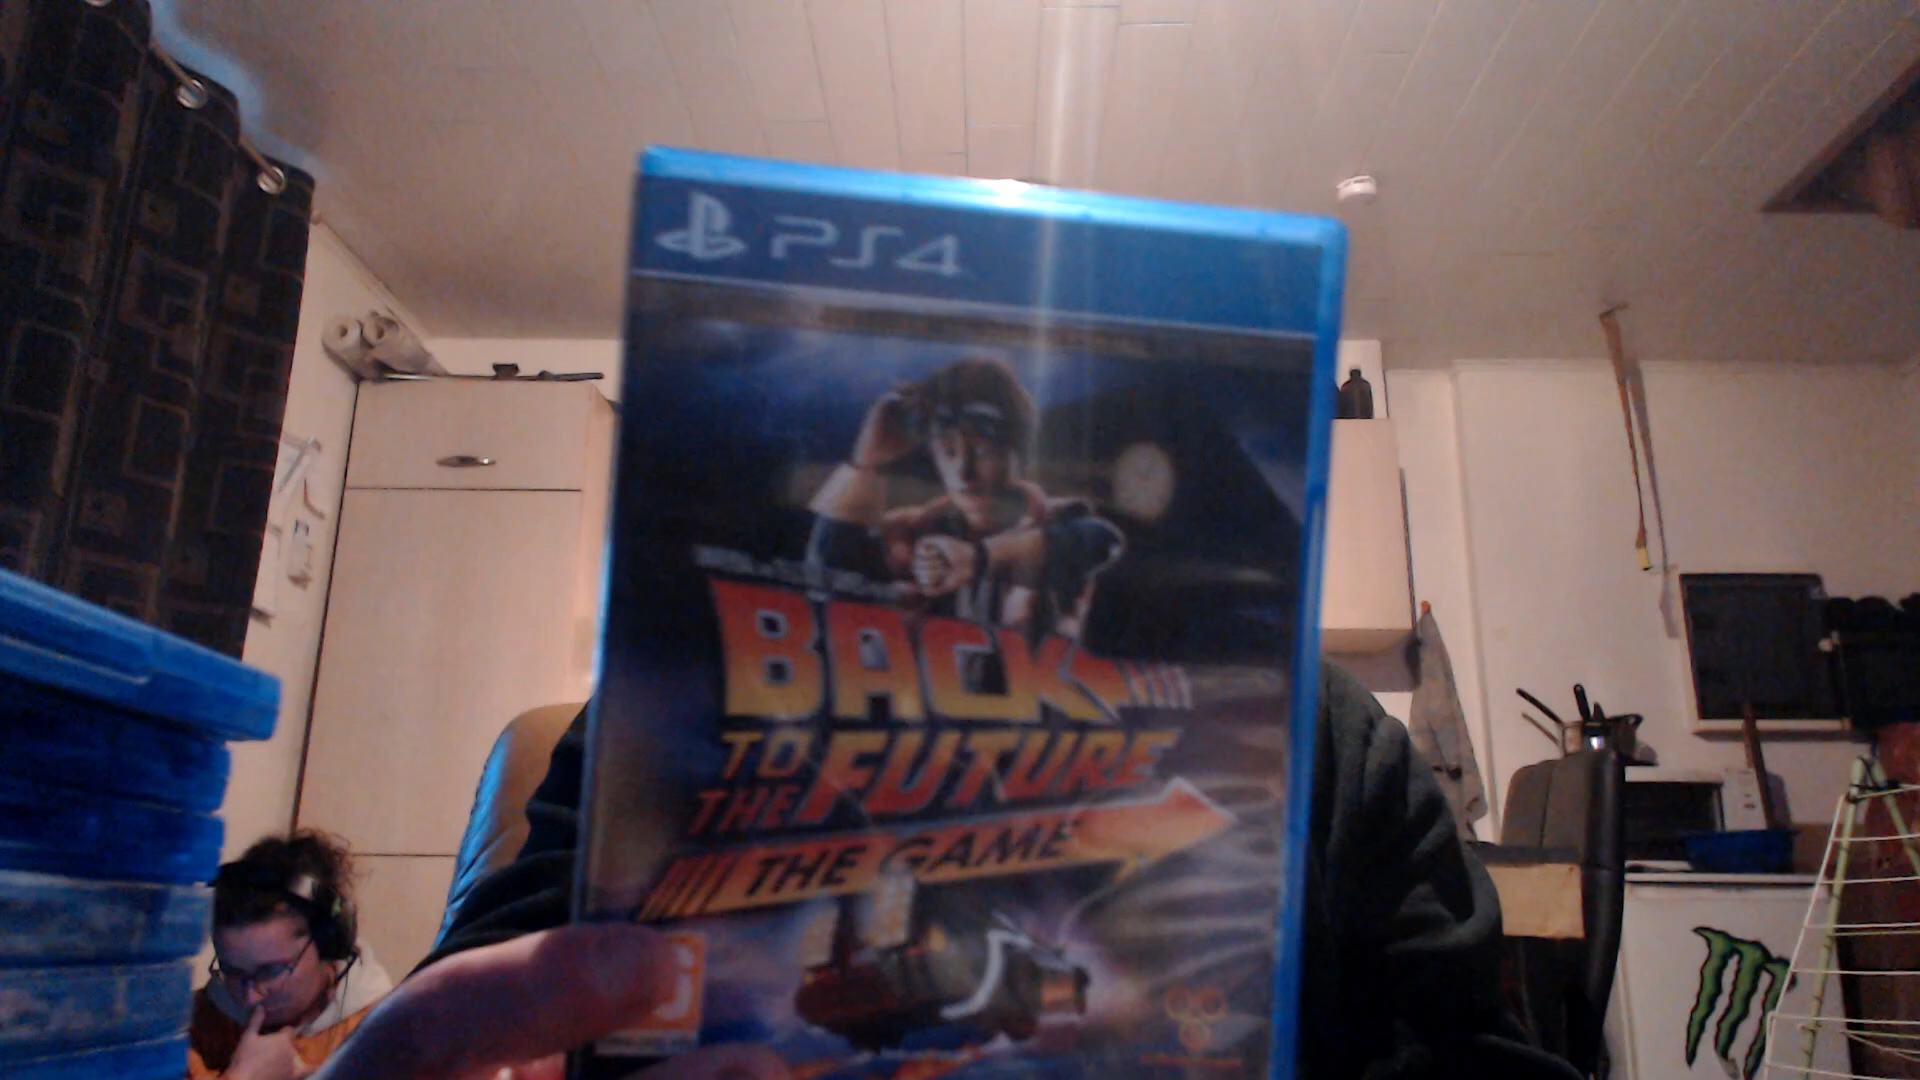 PS4
BACK
TO
THE FUTURE
THE GAME